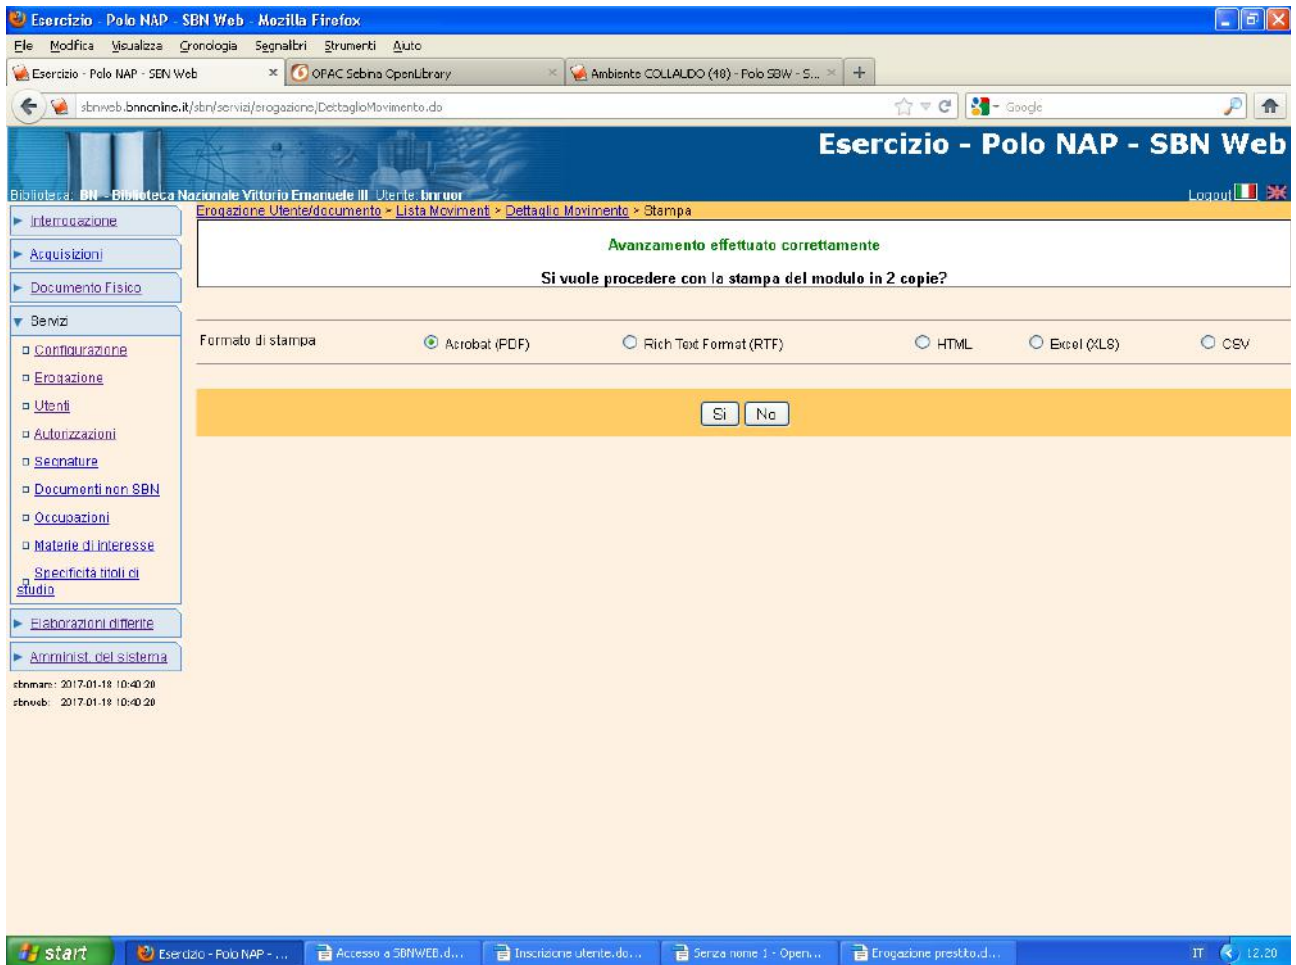 Esercizio - Polo NAP - SBN Web - Mozilla Firefox
File Modifica Visualizza Cronologia Segnalibri Strumenti Aiuto
Esercizio - Polo NAP - SBN Web × OPAC Sebina OpenLibrary × Ambiente COLLAUDO (48) - Polo SBW - S... × +
sbnweb.bnnonline.it/sbn/servizi/erogazione/DettaglioMovimento.do Google
Esercizio - Polo NAP - SBN Web
Biblioteca: BN - Biblioteca Nazionale Vittorio Emanuele III Utente: bnruor Logout
Erogazione Utente/documento > Lista Movimenti > Dettaglio Movimento > Stampa
Interrogazione
Acquisizioni
Documento Fisico
Servizi
Configurazione
Erogazione
Utenti
Autorizzazioni
Segnature
Documenti non SBN
Occupazioni
Materie di interesse
Specificità titoli di
studio
Elaborazioni differite
Amminist. del sistema
sbnmarc: 2017-01-18 10:40:20
sbnweb: 2017-01-18 10:40:20
Avanzamento effettuato correttamente
Si vuole procedere con la stampa del modulo in 2 copie?
Formato di stampa Acrobat (PDF) Rich Text Format (RTF) HTML Excel (XLS) CSV
Si No
start Esercizio - Polo NAP - ... Accesso a SBNWEB.d... Inscrizione utente.do... Senza nome 1 - Open... Erogazione prestito.d... IT 12.20